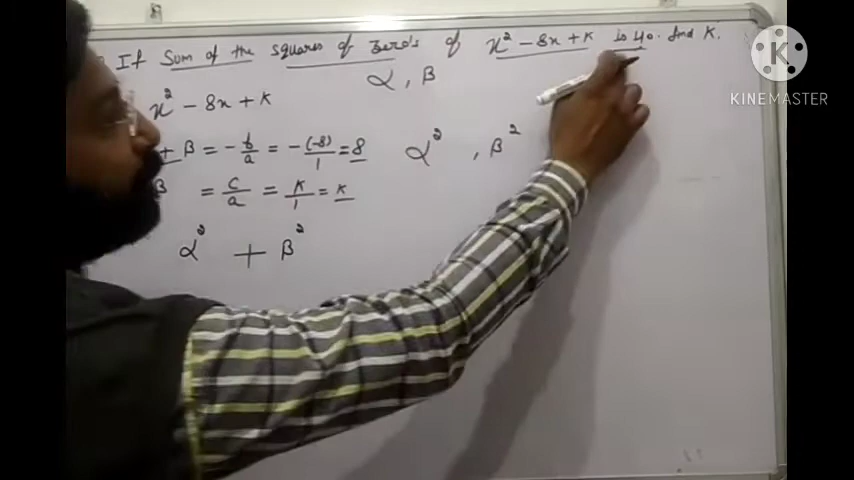 If Sum of the squares of zero's of x² - 8x + k is 40. find k.
α , β
x² - 8x + k
+ β = -b/a = -(-8)/1 = 8
α² , β²
β = c/a = k/1 = k
α² + β²
KINEMASTER